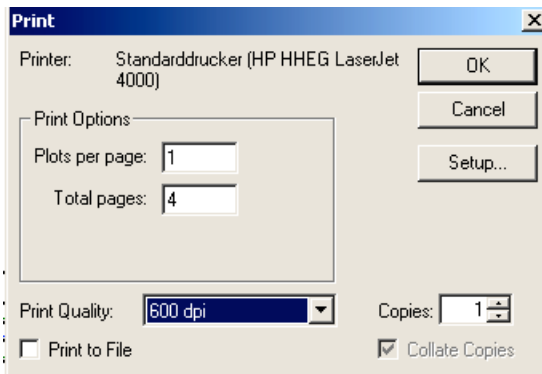 Print
Printer: Standarddrucker (HP HHEG LaserJet
4000)
OK
Cancel
Setup...
Print Options
Plots per page: 1
Total pages: 4
Print Quality: 600 dpi
Copies: 1
Print to File
Collate Copies